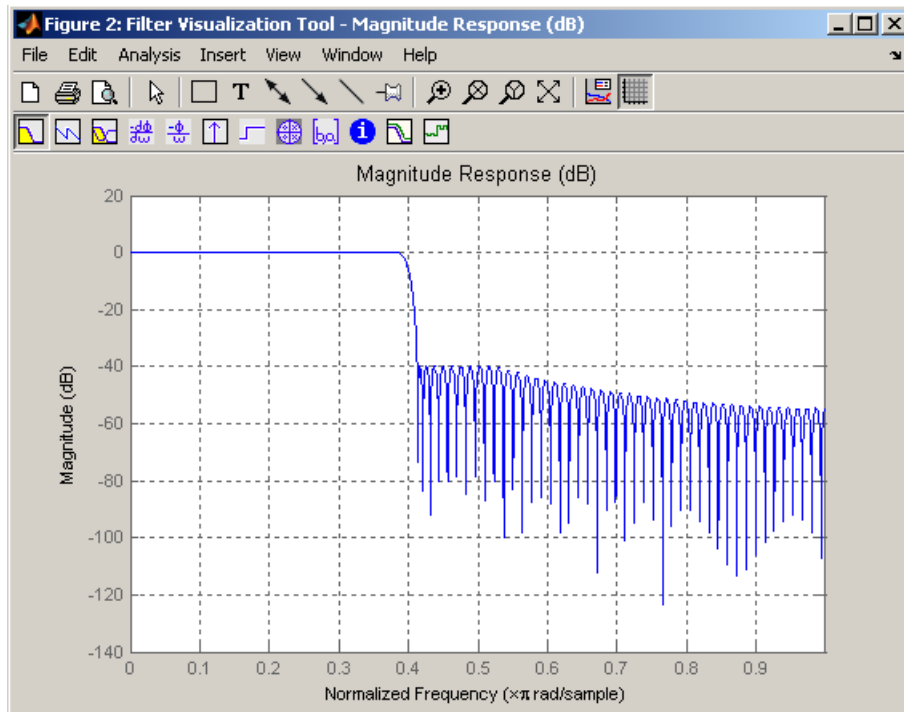 Figure 2: Filter Visualization Tool - Magnitude Response (dB)
File Edit Analysis Insert View Window Help
T
[b,a]
i
Magnitude Response (dB)
20
0
-20
-40
-60
-80
-100
-120
-140
Magnitude (dB)
0 0.1 0.2 0.3 0.4 0.5 0.6 0.7 0.8 0.9
Normalized Frequency (×π rad/sample)